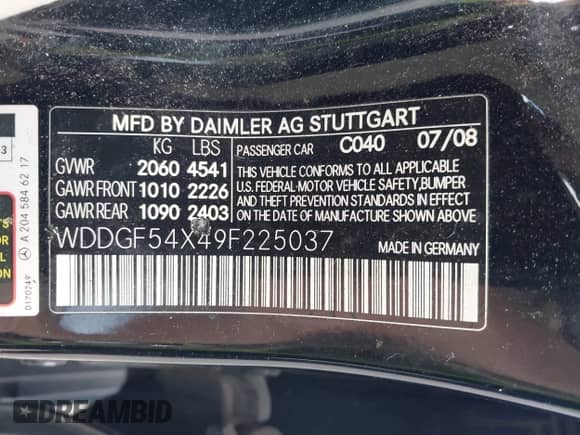 MFD BY DAIMLER AG STUTTGART
KG LBS
GVWR 2060 4541
GAWR FRONT 1010 2226
GAWR REAR 1090 2403
PASSENGER CAR C040 07/08
THIS VEHICLE CONFORMS TO ALL APPLICABLE
U.S. FEDERAL-MOTOR VEHICLE SAFETY,BUMPER
AND THEFT PREVENTION STANDARDS IN EFFECT
ON THE DATE OF MANUFACTURE SHOWN ABOVE.
WDDGF54X49F225037
MADE IN GERMANY
A 204 584 62 17
0170249
3
DREAMBID